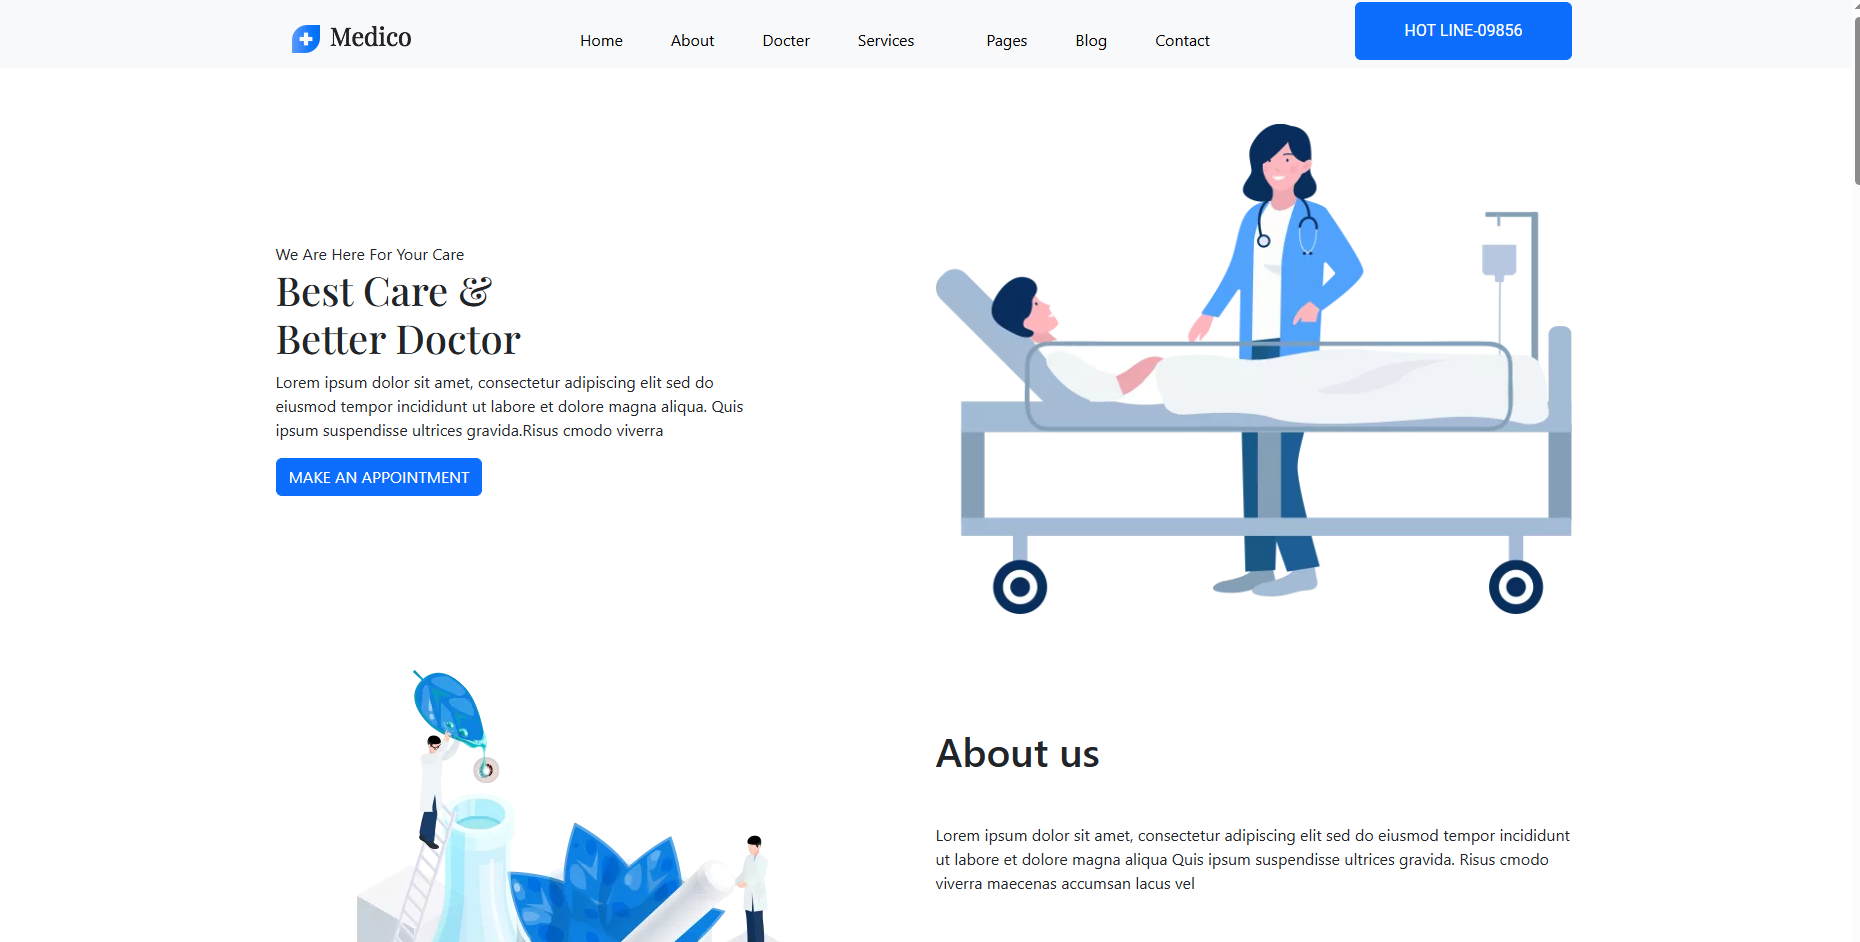 Medico
Home About Docter Services Pages Blog Contact
HOT LINE-09856
We Are Here For Your Care
Best Care &
Better Doctor
Lorem ipsum dolor sit amet, consectetur adipiscing elit sed do
eiusmod tempor incididunt ut labore et dolore magna aliqua. Quis
ipsum suspendisse ultrices gravida.Risus cmodo viverra
MAKE AN APPOINTMENT
About us
Lorem ipsum dolor sit amet, consectetur adipiscing elit sed do eiusmod tempor incididunt
ut labore et dolore magna aliqua Quis ipsum suspendisse ultrices gravida. Risus cmodo
viverra maecenas accumsan lacus vel